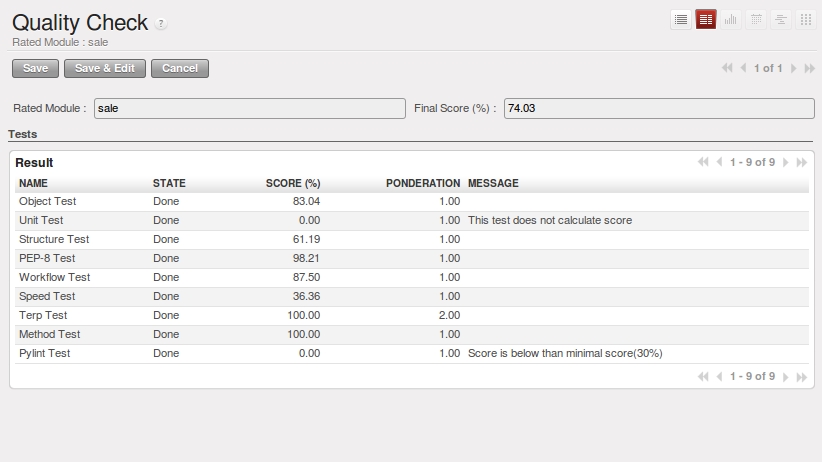 Quality Check ?
Rated Module : sale
Save Save & Edit Cancel 1 of 1
Rated Module : sale Final Score (%) : 74.03
Tests
Result 1 - 9 of 9
NAME STATE SCORE (%) PONDERATION MESSAGE
Object Test Done 83.04 1.00
Unit Test Done 0.00 1.00 This test does not calculate score
Structure Test Done 61.19 1.00
PEP-8 Test Done 98.21 1.00
Workflow Test Done 87.50 1.00
Speed Test Done 36.36 1.00
Terp Test Done 100.00 2.00
Method Test Done 100.00 1.00
Pylint Test Done 0.00 1.00 Score is below than minimal score(30%)
1 - 9 of 9